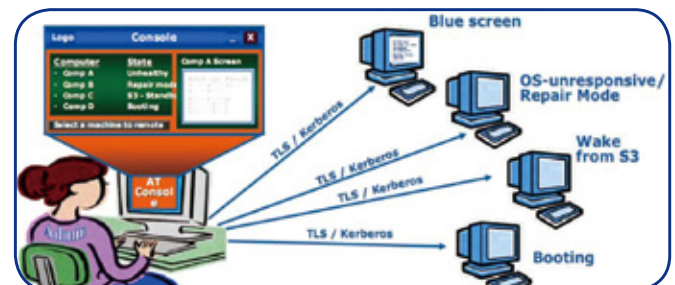 Logo Console _ X
Computer State
· Comp A Unhealthy
· Comp B Repair mode
· Comp C S3 - Standb
· Comp D Booting
Comp A Screen
Select a machine to remote
AT
Consol
e
Admin
Blue screen
OS-unresponsive/
Repair Mode
Wake
from S3
Booting
TLS / Kerberos
TLS / Kerberos
TLS / Kerberos
TLS / Kerberos